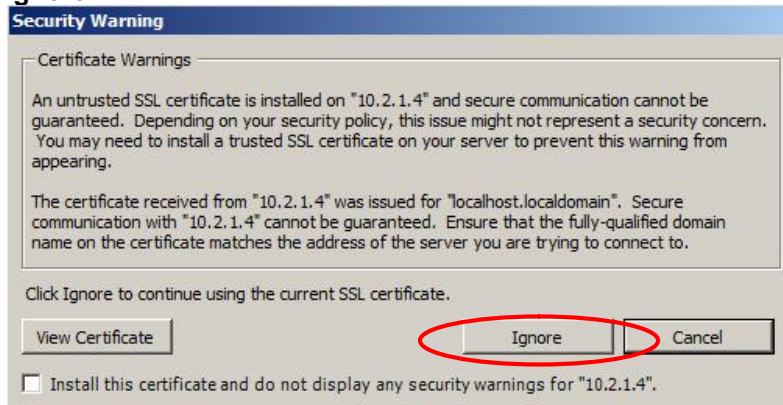 Security Warning
Certificate Warnings
An untrusted SSL certificate is installed on "10.2.1.4" and secure communication cannot be
guaranteed. Depending on your security policy, this issue might not represent a security concern.
You may need to install a trusted SSL certificate on your server to prevent this warning from
appearing.
The certificate received from "10.2.1.4" was issued for "localhost.localdomain". Secure
communication with "10.2.1.4" cannot be guaranteed. Ensure that the fully-qualified domain
name on the certificate matches the address of the server you are trying to connect to.
Click Ignore to continue using the current SSL certificate.
View Certificate Ignore Cancel
Install this certificate and do not display any security warnings for "10.2.1.4".